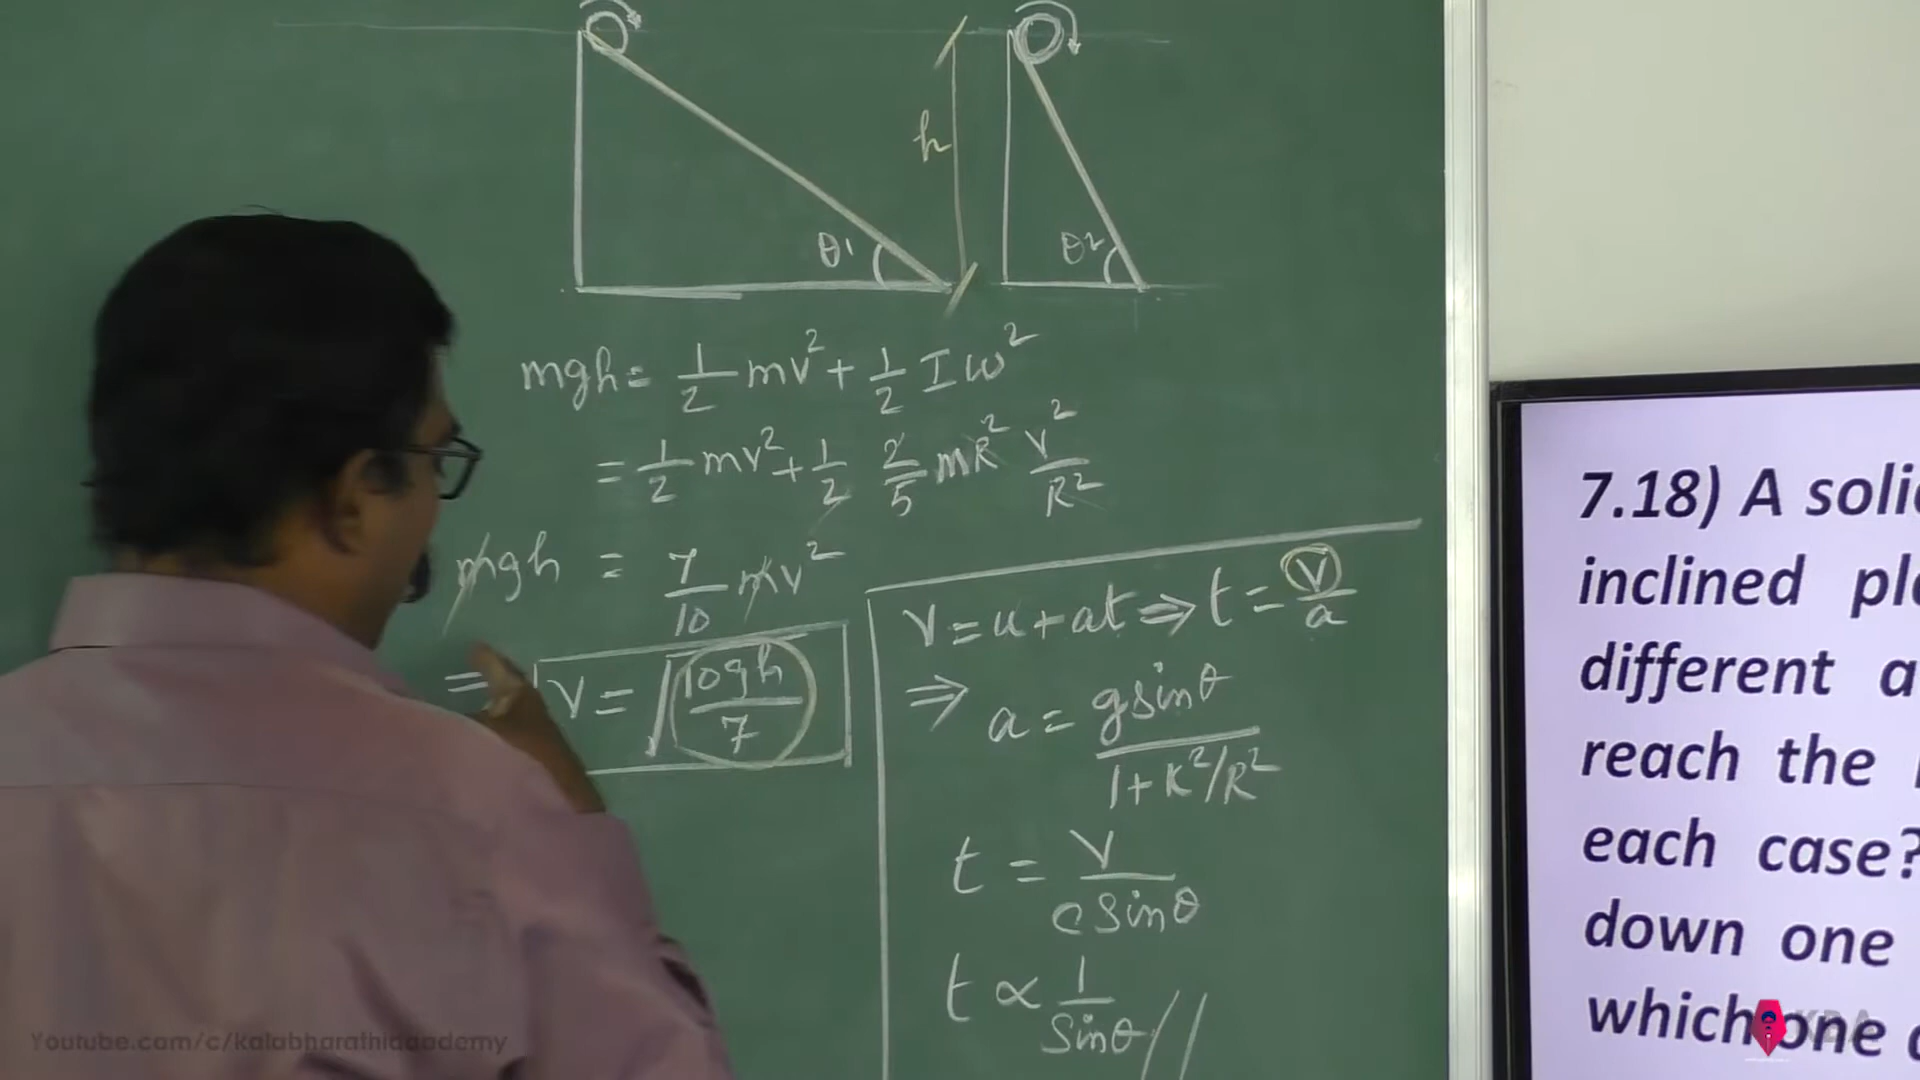 h
θ1
θ2
mgh = 1/2 mv² + 1/2 Iω²
= 1/2 mv² + 1/2 2/5 mR² v²/R²
mgh = 7/10 mv²
⇒ v = √(10gh/7)
v = u + at ⇒ t = v/a
⇒ a = gsinθ/(1+K²/R²)
t = v/(c sinθ)
t ∝ 1/sinθ //
7.18) A soli
inclined pl
different a
reach the
each case?
down one
which one
KBA
Youtube.com/c/kalabharathiacademy